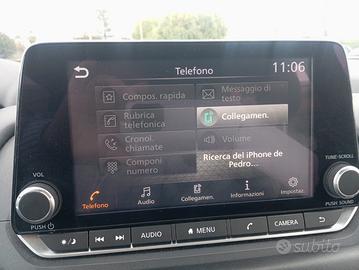 Telefono
11:06
Compos. rapida
Messaggio di testo
Rubrica telefonica
Collegamen.
Cronol. chiamate
Volume
Componi numero
Ricerca del iPhone de Pedro...
Telefono
Audio
Collegamen.
Informazioni
Impostaz.
VOL
PUSH
TUNE-SCROLL
PUSH SOUND
AUDIO
MENU
CAMERA
subito